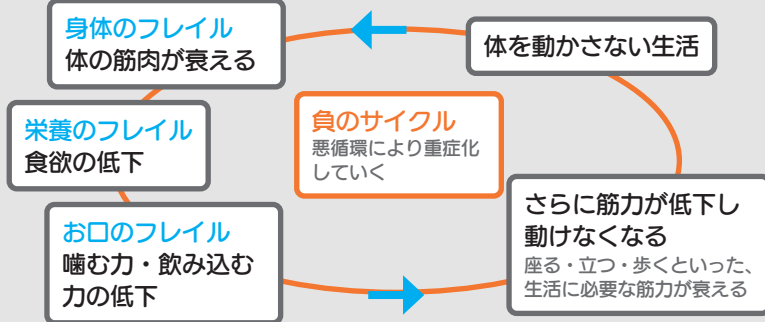 身体のフレイル
体の筋肉が衰える
体を動かさない生活
栄養のフレイル
食欲の低下
負のサイクル
悪循環により重症化
していく
お口のフレイル
噛む力・飲み込む
力の低下
さらに筋力が低下し
動けなくなる
座る・立つ・歩くといった、
生活に必要な筋力が衰える